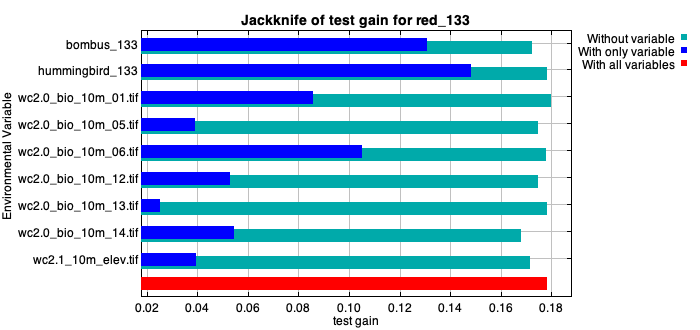 Jackknife of test gain for red_133
Without variable
With only variable
With all variables
Environmental Variable
bombus_133
hummingbird_133
wc2.0_bio_10m_01.tif
wc2.0_bio_10m_05.tif
wc2.0_bio_10m_06.tif
wc2.0_bio_10m_12.tif
wc2.0_bio_10m_13.tif
wc2.0_bio_10m_14.tif
wc2.1_10m_elev.tif
0.02 0.04 0.06 0.08 0.10 0.12 0.14 0.16 0.18
test gain